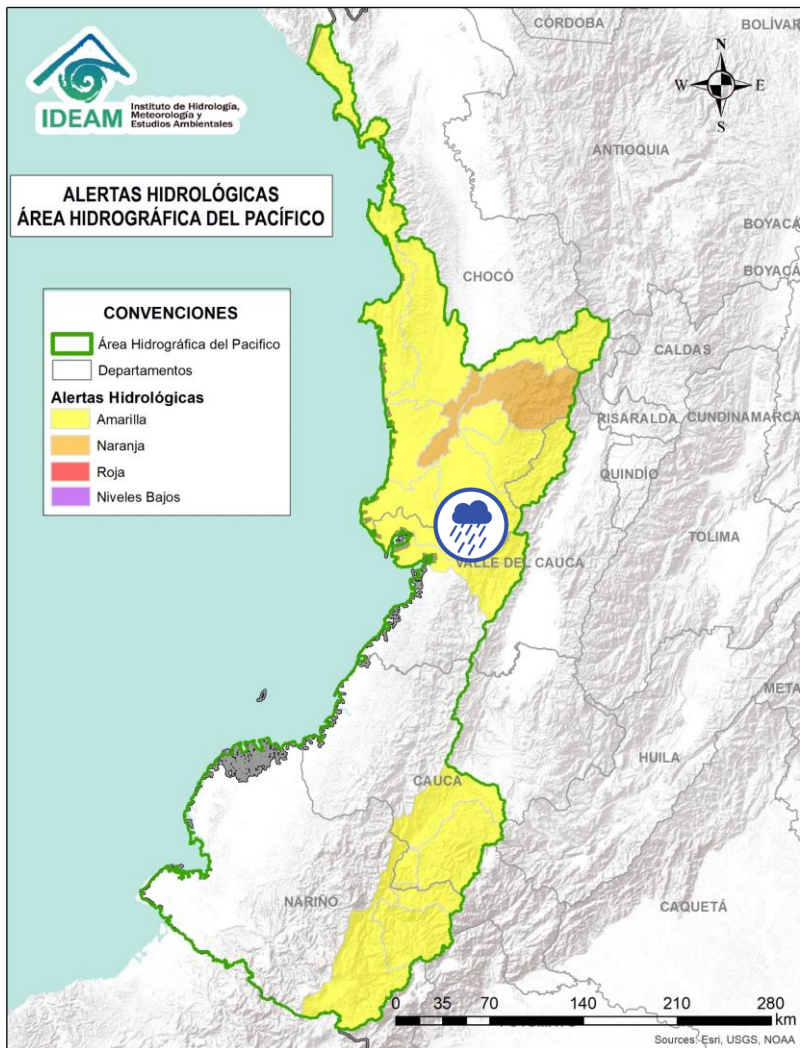 IDEAM
Instituto de Hidrología,
Meteorología y
Estudios Ambientales
ALERTAS HIDROLÓGICAS
ÁREA HIDROGRÁFICA DEL PACÍFICO
CONVENCIONES
Área Hidrográfica del Pacifico
Departamentos
Alertas Hidrológicas
Amarilla
Naranja
Roja
Niveles Bajos
N
W
E
S
CÓRDOBA
BOLÍVAR
ANTIOQUIA
BOYACÁ
BOYACÁ
CHOCÓ
CALDAS
RISARALDA
CUNDINAMARCA
QUINDÍO
TOLIMA
VALLE DEL CAUCA
META
HUILA
CAUCA
NARIÑO
CAQUETÁ
0 35 70 140 210 280
km
Sources: Esri, USGS, NOAA